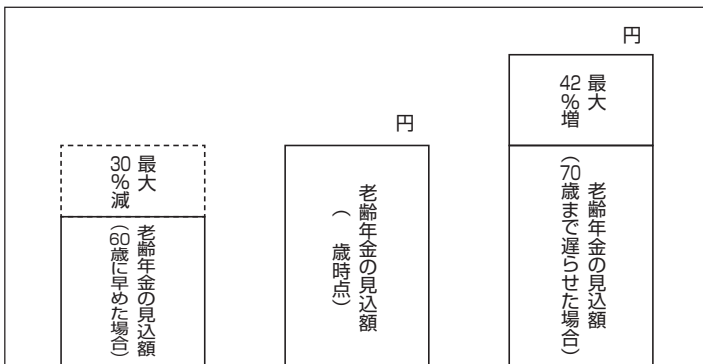 最大
30％減
老齢年金の見込額
（60歳に早めた場合）
円
老齢年金の見込額
（　歳時点）
円
最大
42％増
老齢年金の見込額
（70歳まで遅らせた場合）